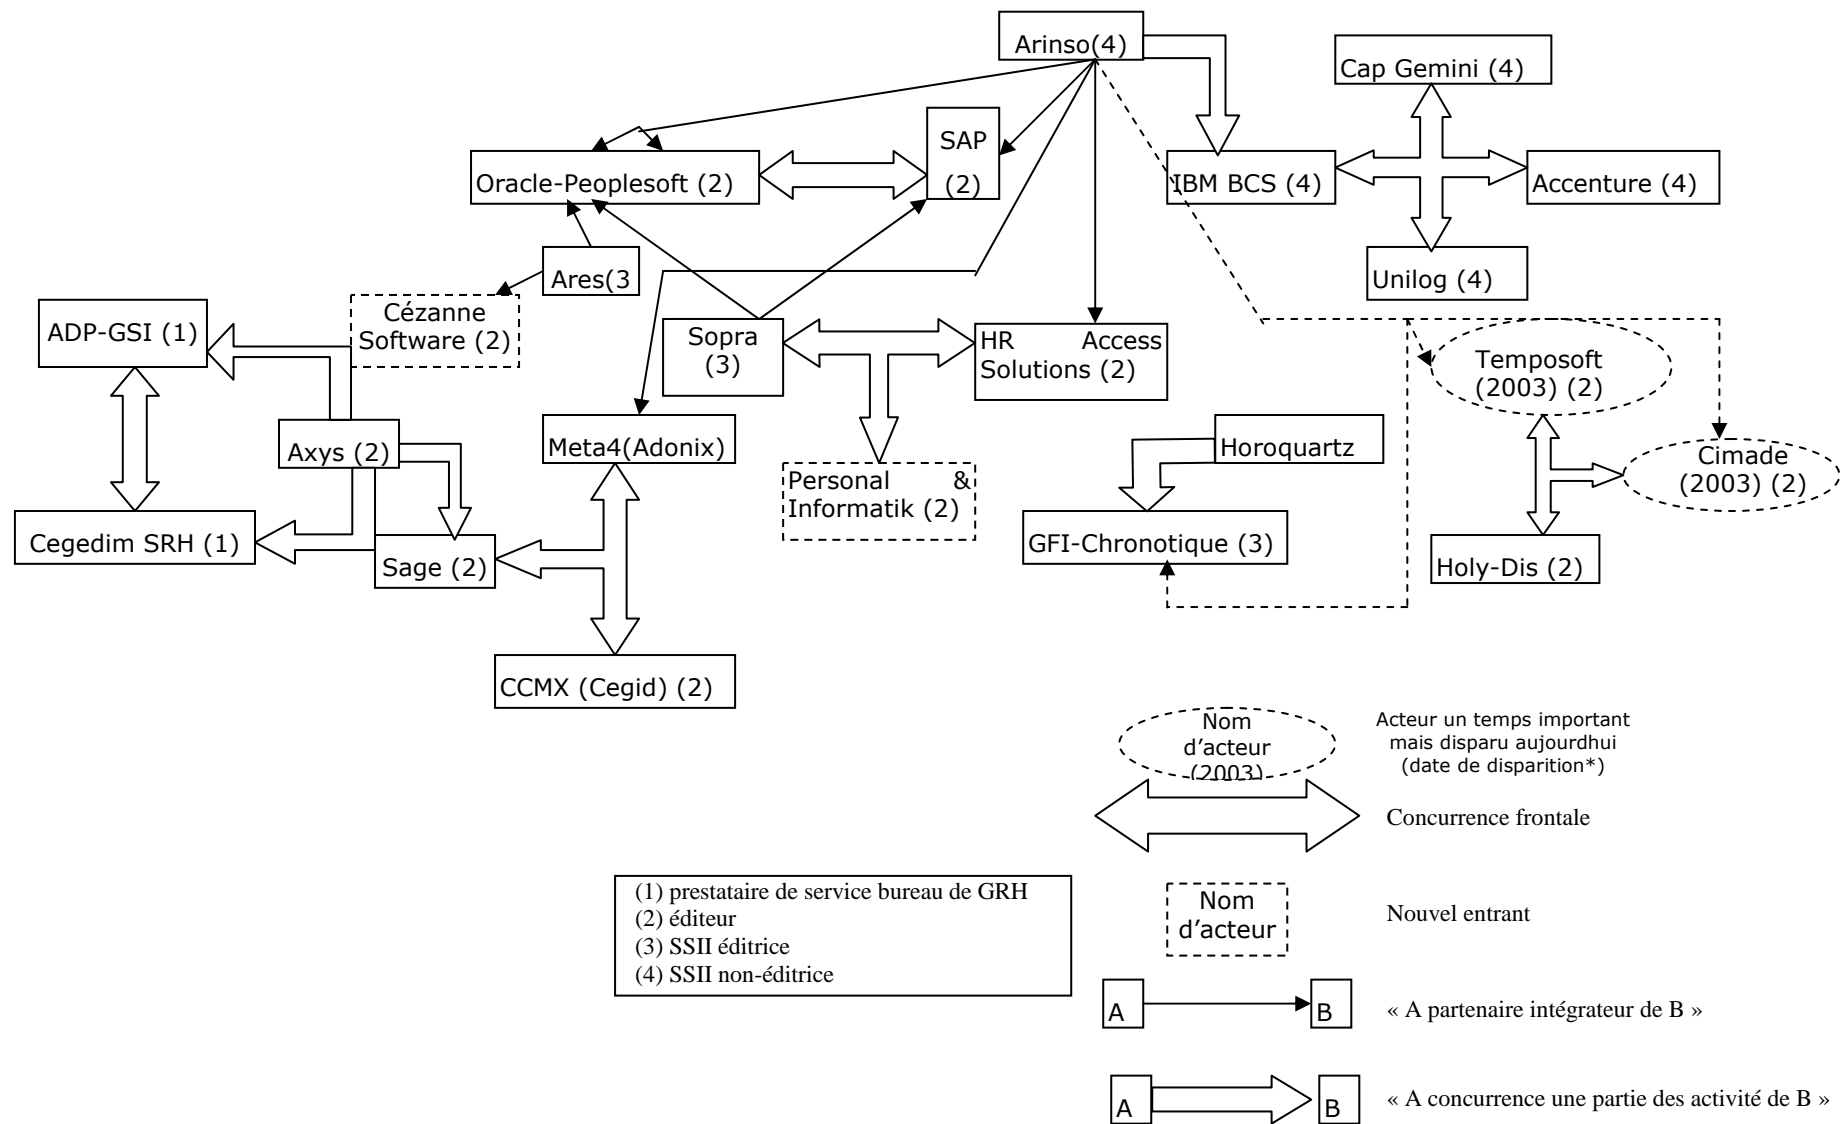 Arinso(4)
Cap Gemini (4)
SAP
(2)
Oracle-Peoplesoft (2)
IBM BCS (4)
Accenture (4)
Ares(3
Unilog (4)
Cézanne
Software (2)
ADP-GSI (1)
Sopra
(3)
HR Access
Solutions (2)
Temposoft
(2003) (2)
Axys (2)
Meta4(Adonix)
Horoquartz
Cimade
(2003) (2)
Personal &
Informatik (2)
Cegedim SRH (1)
Sage (2)
GFI-Chronotique (3)
Holy-Dis (2)
CCMX (Cegid) (2)
Nom
d’acteur
(2003)
Acteur un temps important
mais disparu aujourdhui
(date de disparition*)
Concurrence frontale
(1) prestataire de service bureau de GRH
(2) éditeur
(3) SSII éditrice
(4) SSII non-éditrice
Nom
d’acteur
Nouvel entrant
A
B
« A partenaire intégrateur de B »
A
B
« A concurrence une partie des activité de B »